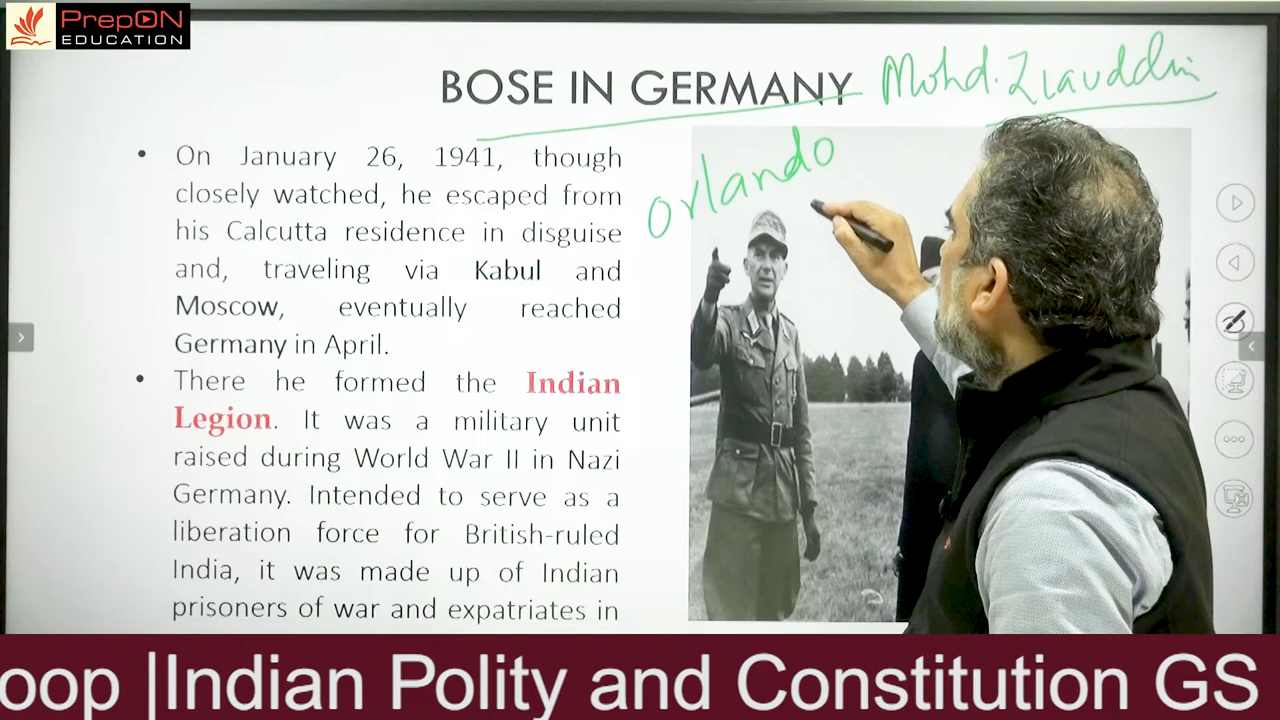 PrepON
EDUCATION
BOSE IN GERMANY Mohd. Ziauddin
Orlando
• On January 26, 1941, though
closely watched, he escaped from
his Calcutta residence in disguise
and, traveling via Kabul and
Moscow, eventually reached
Germany in April.
• There he formed the Indian
Legion. It was a military unit
raised during World War II in Nazi
Germany. Intended to serve as a
liberation force for British-ruled
India, it was made up of Indian
prisoners of war and expatriates in
oop |Indian Polity and Constitution GS